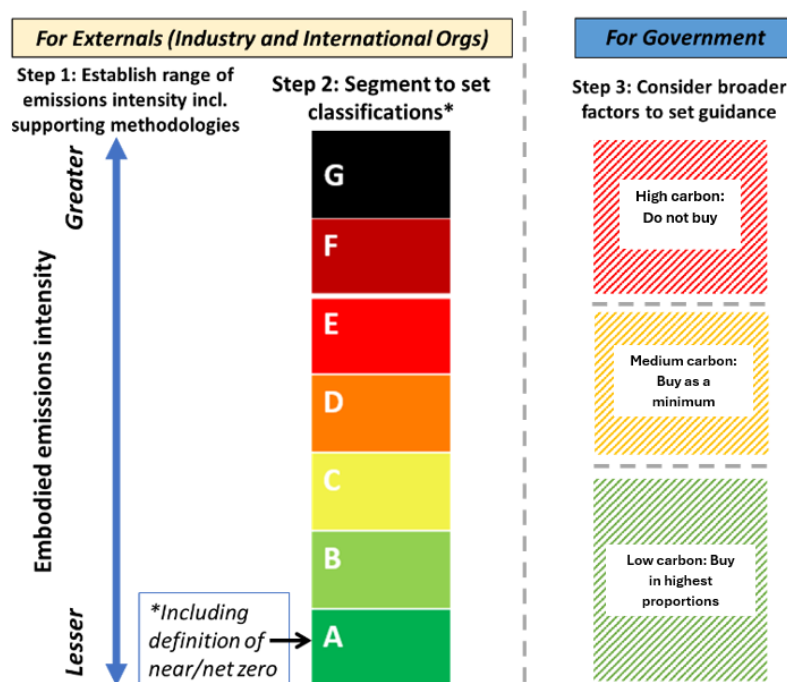 For Externals (Industry and International Orgs)
For Government
Step 1: Establish range of
emissions intensity incl.
supporting methodologies
Step 2: Segment to set
classifications*
Step 3: Consider broader
factors to set guidance
Greater
Embodied emissions intensity
Lesser
G
F
E
D
C
B
A
*Including
definition of
near/net zero
High carbon:
Do not buy
Medium carbon:
Buy as a
minimum
Low carbon: Buy
in highest
proportions